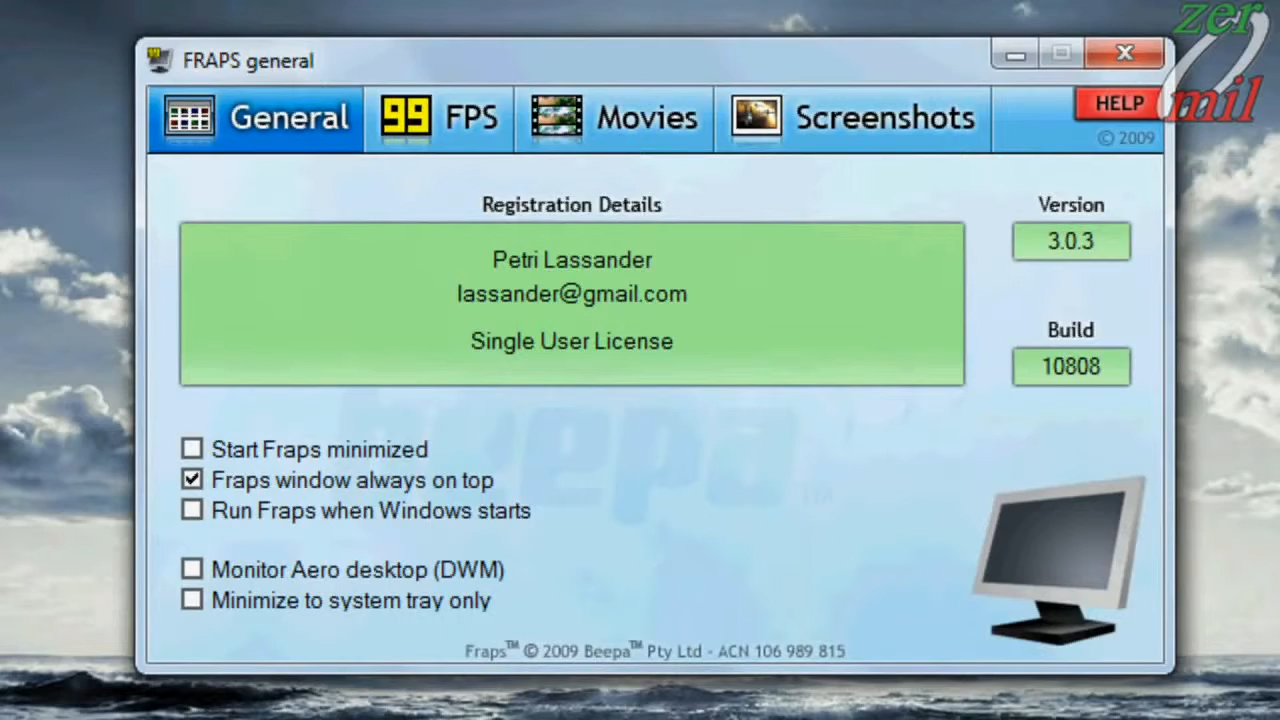 zer0
mil
FRAPS general
General
99 FPS
Movies
Screenshots
HELP
© 2009
Registration Details
Version
Petri Lassander
3.0.3
lassander@gmail.com
Single User License
Build
10808
beepa™
Start Fraps minimized
Fraps window always on top
Run Fraps when Windows starts
Monitor Aero desktop (DWM)
Minimize to system tray only
Fraps™ © 2009 Beepa™ Pty Ltd - ACN 106 989 815